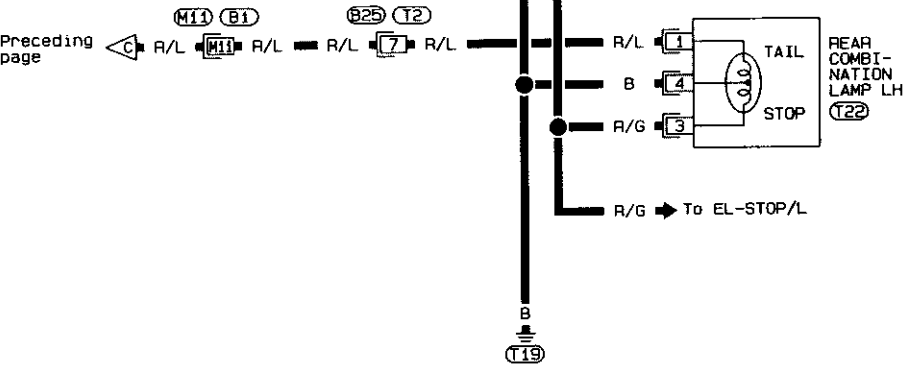 M11 B1
B25 T2
Preceding page
C R/L M11 R/L R/L 7 R/L R/L 1 TAIL
B 4
R/G 3 STOP
REAR
COMBI-
NATION
LAMP LH
T22
R/G To EL-STOP/L
B
T19